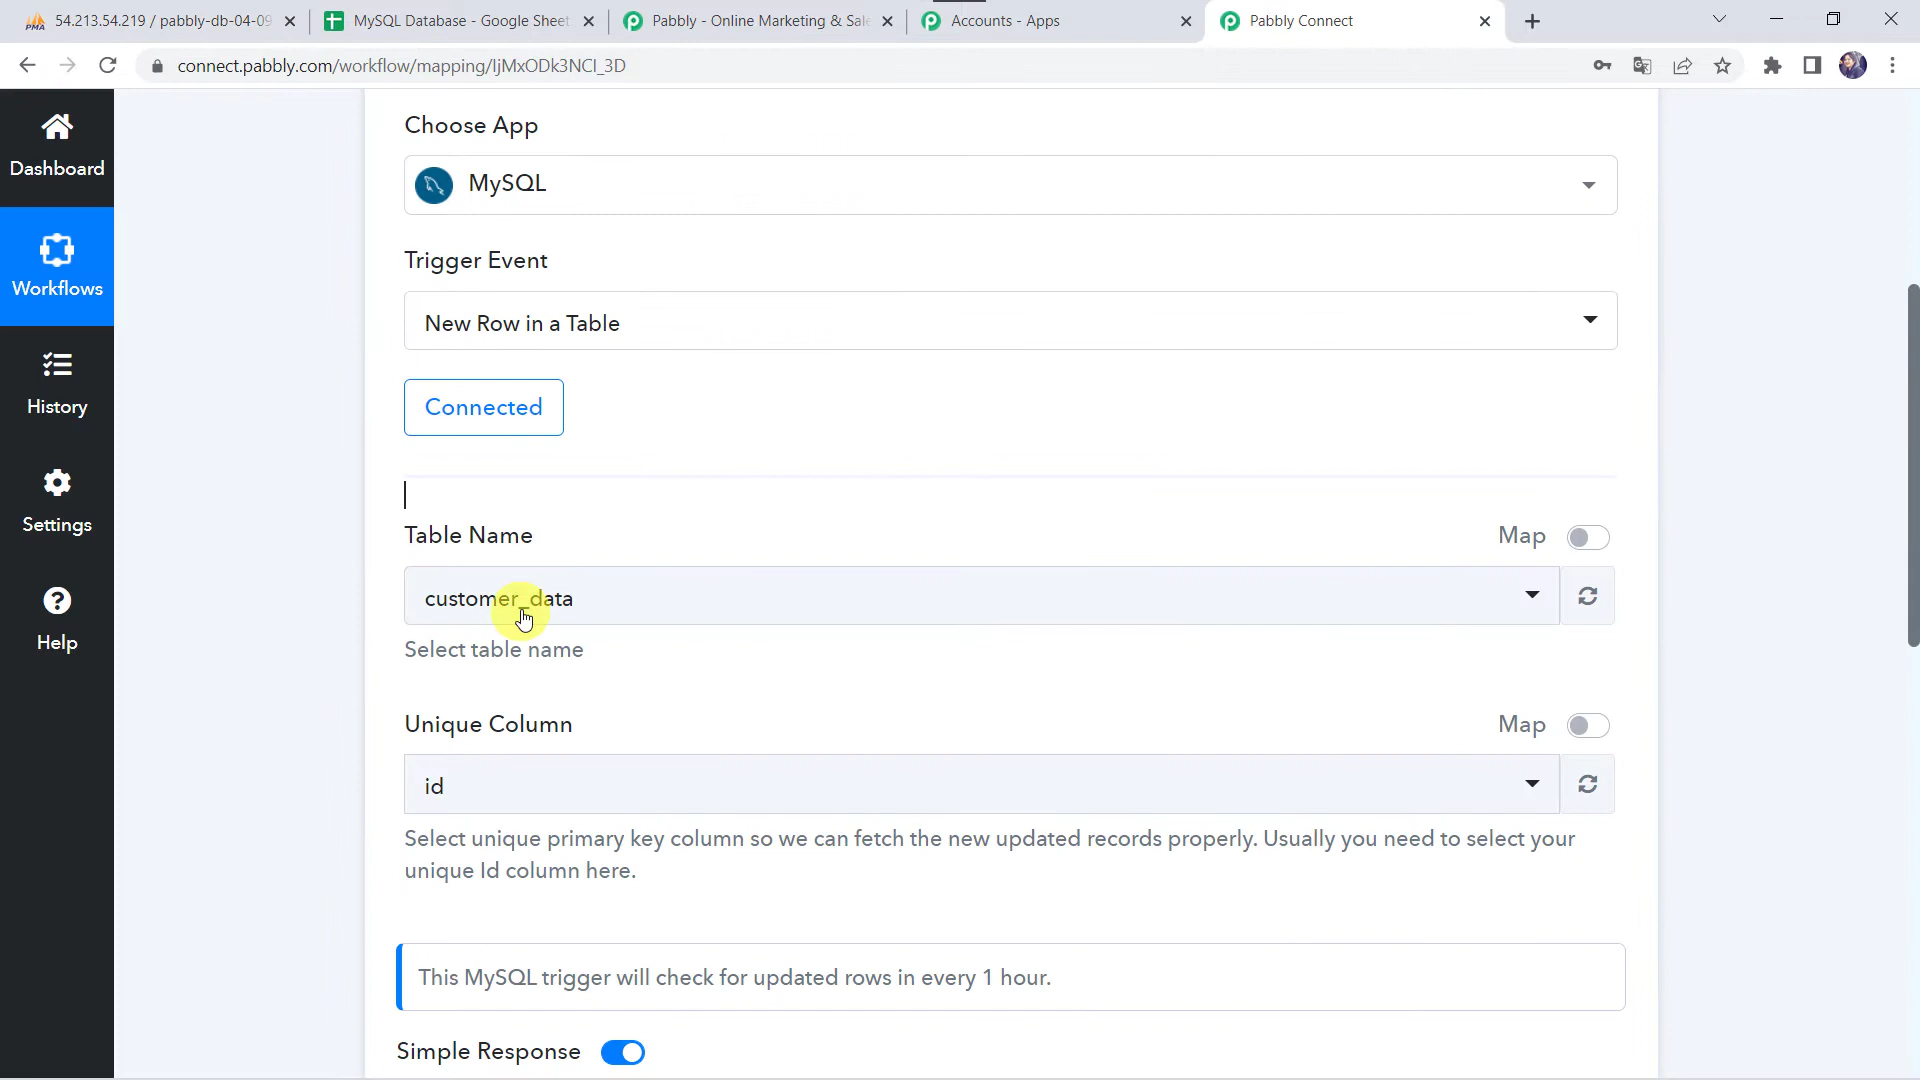 54.213.54.219 / pabbly-db-04-09
MySQL Database - Google Sheet
Pabbly - Online Marketing & Sale
Accounts - Apps
Pabbly Connect
connect.pabbly.com/workflow/mapping/IjMxODk3NCI_3D
Dashboard
Workflows
History
Settings
Help
Choose App
MySQL
Trigger Event
New Row in a Table
Connected
Table Name
Map
customer_data
Select table name
Unique Column
Map
id
Select unique primary key column so we can fetch the new updated records properly. Usually you need to select your
unique Id column here.
This MySQL trigger will check for updated rows in every 1 hour.
Simple Response